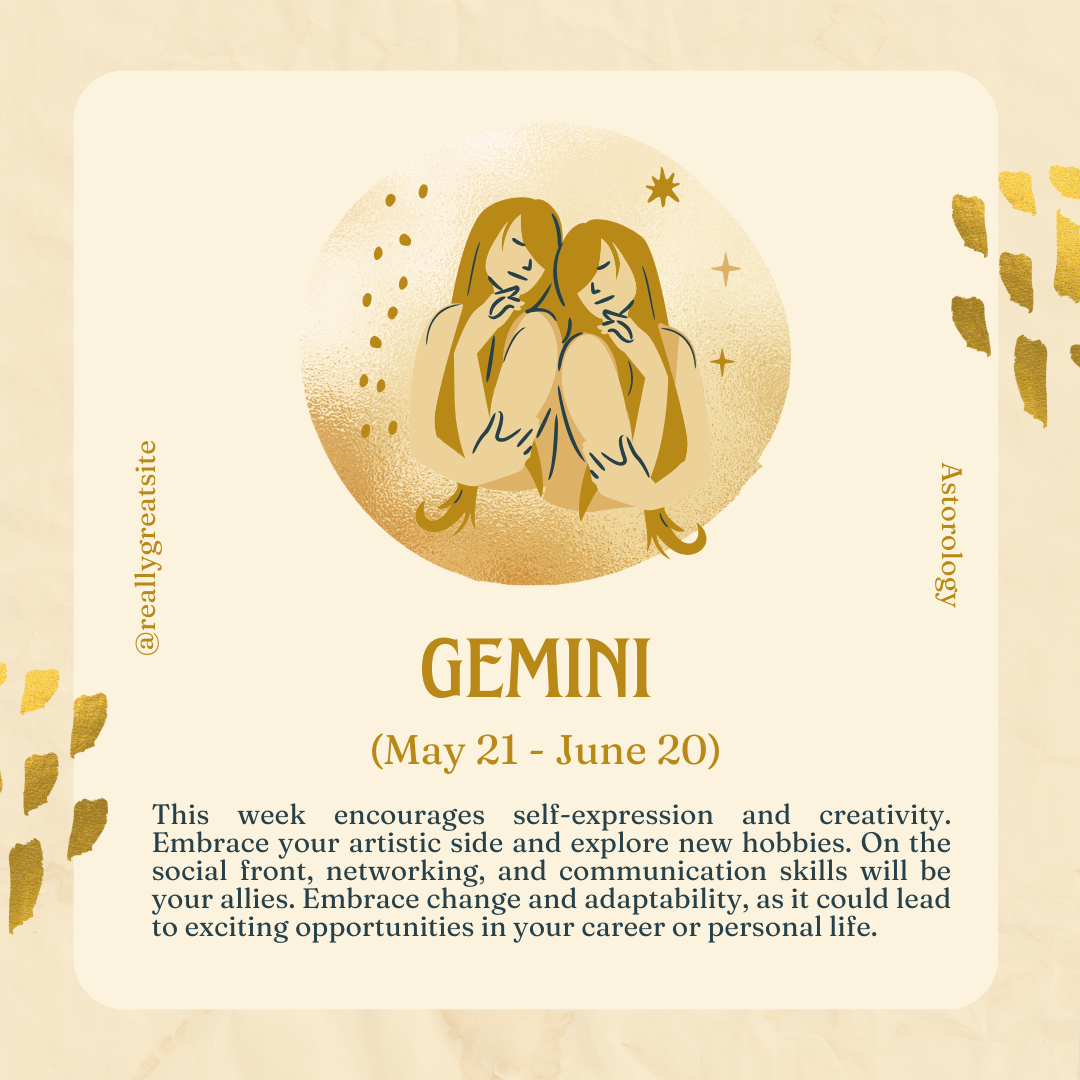 @reallygreatsite
Astorology
GEMINI
(May 21 - June 20)
This week encourages self-expression and creativity.
Embrace your artistic side and explore new hobbies. On the
social front, networking, and communication skills will be
your allies. Embrace change and adaptability, as it could lead
to exciting opportunities in your career or personal life.